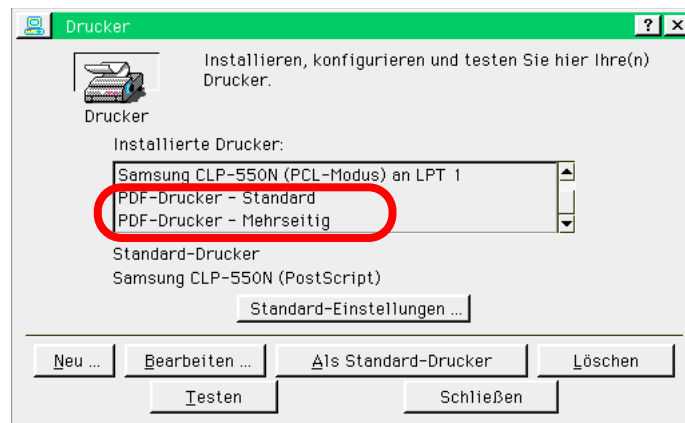 Drucker
Installieren, konfigurieren und testen Sie hier Ihre(n)
Drucker.
Drucker
Installierte Drucker:
Samsung CLP-550N (PCL-Modus) an LPT 1
PDF-Drucker - Standard
PDF-Drucker - Mehrseitig
Standard-Drucker
Samsung CLP-550N (PostScript)
Standard-Einstellungen ...
Neu ... Bearbeiten ... Als Standard-Drucker Löschen
Testen Schließen